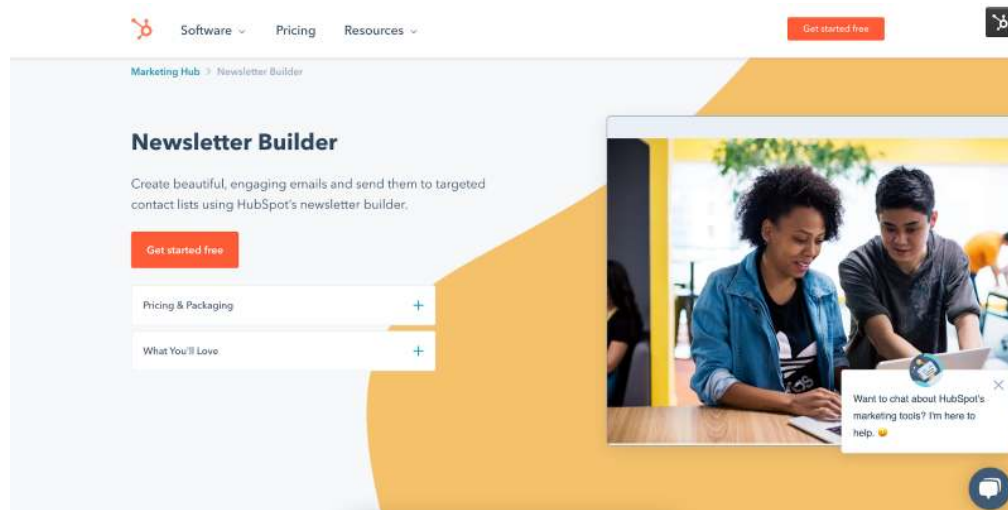 Software
Pricing
Resources
Get started free
Marketing Hub > Newsletter Builder
Newsletter Builder
Create beautiful, engaging emails and send them to targeted
contact lists using HubSpot's newsletter builder.
Get started free
Pricing & Packaging
What You'll Love
Want to chat about HubSpot's
marketing tools? I'm here to
help. 😀